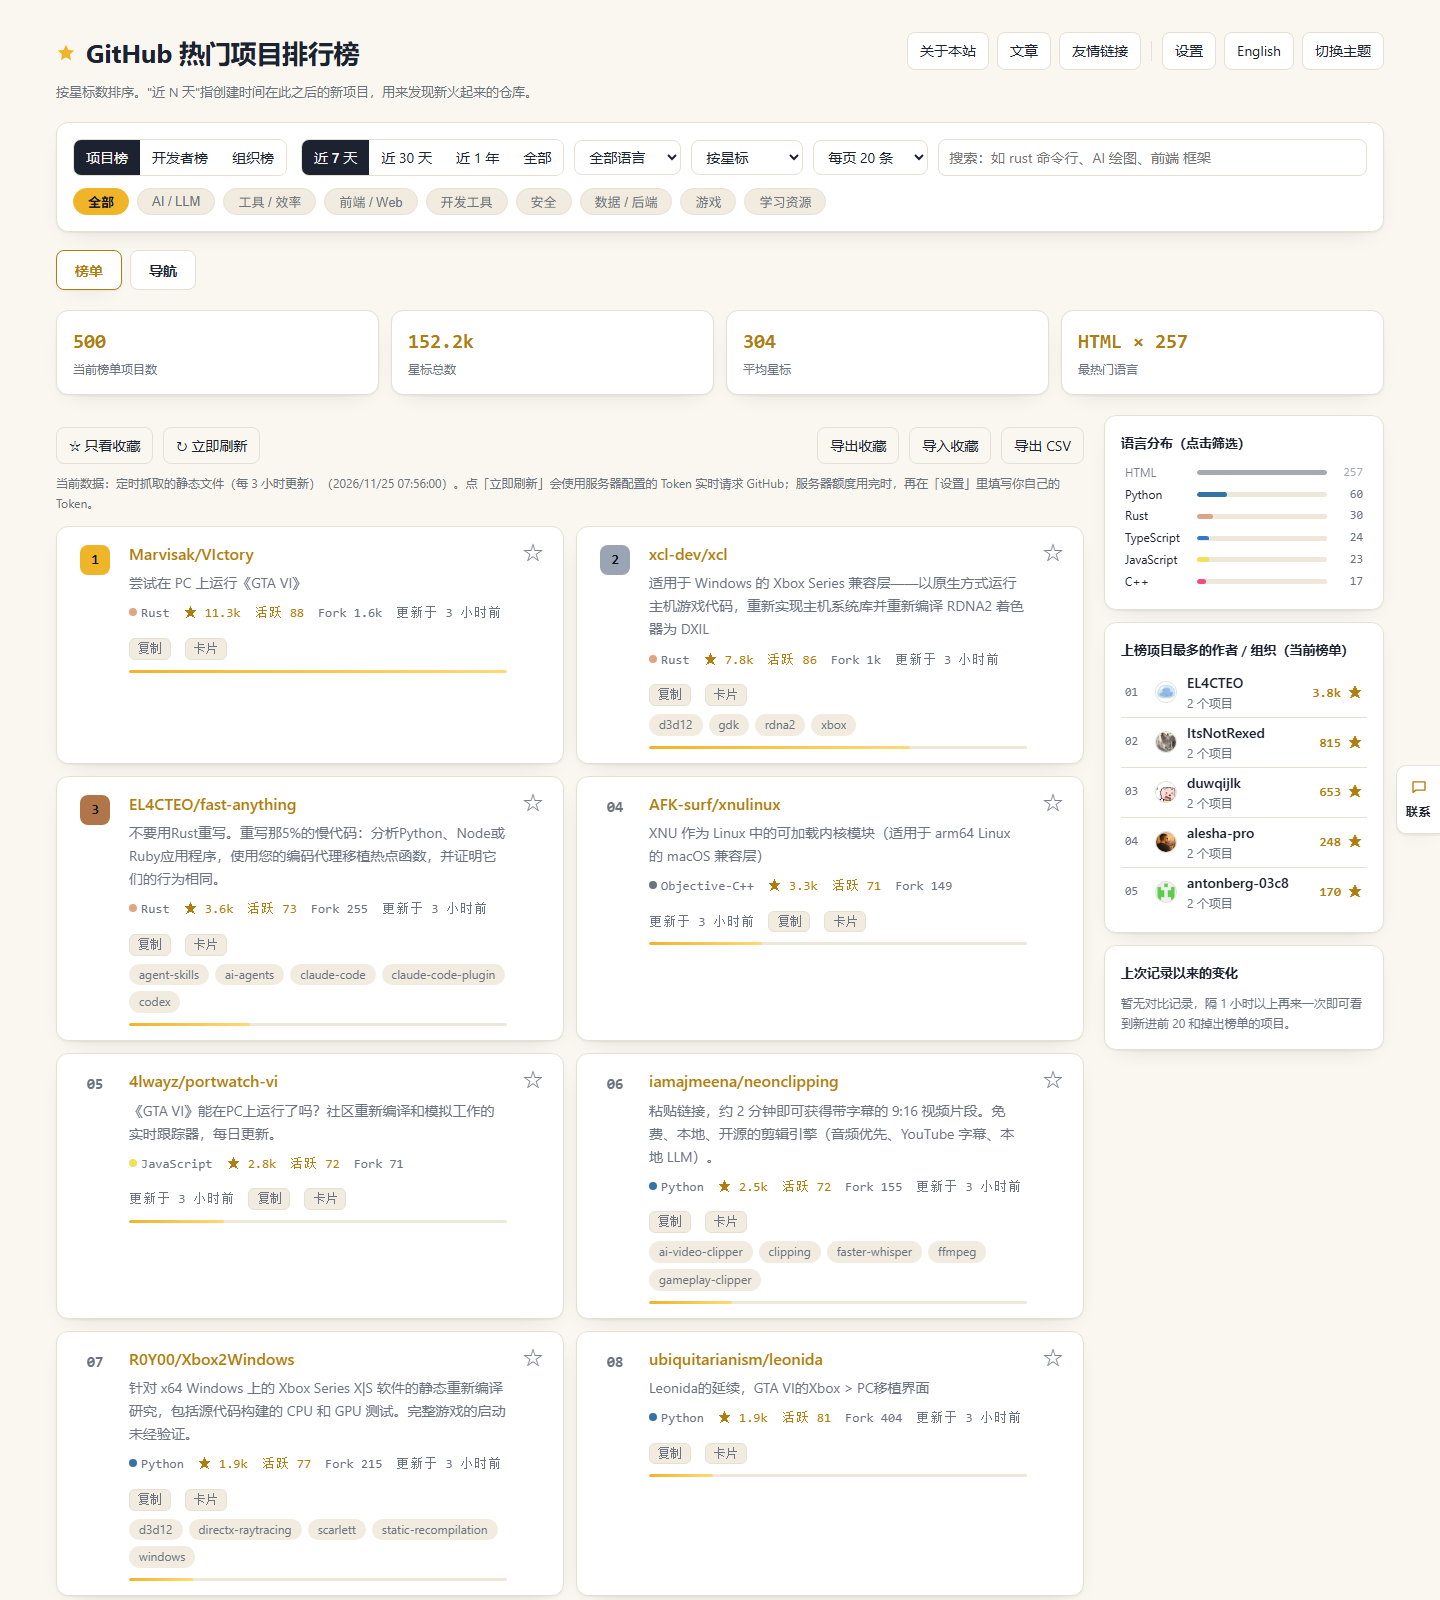 ★ GitHub 热门项目排行榜
关于本站 文章 友情链接 设置 English 切换主题
按星标数排序。"近 N 天"指创建时间在此之后的新项目，用来发现新火起来的仓库。
项目榜 开发者榜 组织榜 近 7 天 近 30 天 近 1 年 全部 全部语言 按星标 每页 20 条 搜索：如 rust 命令行、AI 绘图、前端 框架
全部 AI / LLM 工具 / 效率 前端 / Web 开发工具 安全 数据 / 后端 游戏 学习资源
榜单 导航
500
当前榜单项目数
152.2k
星标总数
304
平均星标
HTML × 257
最热门语言
☆ 只看收藏 ↻ 立即刷新 导出收藏 导入收藏 导出 CSV
当前数据：定时抓取的静态文件（每 3 小时更新）（2026/11/25 07:56:00）。点「立即刷新」会使用服务器配置的 Token 实时请求 GitHub；服务器额度用完时，再在「设置」里填写你自己的
Token。
1 Marvisak/VIctory ☆
尝试在 PC 上运行《GTA VI》
Rust ★ 11.3k 活跃 88 Fork 1.6k 更新于 3 小时前
复制 卡片
2 xcl-dev/xcl ☆
适用于 Windows 的 Xbox Series 兼容层——以原生方式运行
主机游戏代码，重新实现主机系统库并重新编译 RDNA2 着色
器为 DXIL
Rust ★ 7.8k 活跃 86 Fork 1k 更新于 3 小时前
复制 卡片
d3d12 gdk rdna2 xbox
3 EL4CTEO/fast-anything ☆
不要用Rust重写。重写那5%的慢代码：分析Python、Node或
Ruby应用程序，使用您的编码代理移植热点函数，并证明它
们的行为相同。
Rust ★ 3.6k 活跃 73 Fork 255 更新于 3 小时前
复制 卡片
agent-skills ai-agents claude-code claude-code-plugin
codex
04 AFK-surf/xnulinux ☆
XNU 作为 Linux 中的可加载内核模块（适用于 arm64 Linux
的 macOS 兼容层）
Objective-C++ ★ 3.3k 活跃 71 Fork 149
更新于 3 小时前 复制 卡片
05 4lwayz/portwatch-vi ☆
《GTA VI》能在PC上运行了吗？社区重新编译和模拟工作的
实时跟踪器，每日更新。
JavaScript ★ 2.8k 活跃 72 Fork 71
更新于 3 小时前 复制 卡片
06 iamajmeena/neonclipping ☆
粘贴链接，约 2 分钟即可获得带字幕的 9:16 视频片段。免
费、本地、开源的剪辑引擎（音频优先、YouTube 字幕、本
地 LLM）。
Python ★ 2.5k 活跃 72 Fork 155 更新于 3 小时前
复制 卡片
ai-video-clipper clipping faster-whisper ffmpeg
gameplay-clipper
07 R0Y00/Xbox2Windows ☆
针对 x64 Windows 上的 Xbox Series X|S 软件的静态重新编译
研究，包括源代码构建的 CPU 和 GPU 测试。完整游戏的启动
未经验证。
Python ★ 1.9k 活跃 77 Fork 215 更新于 3 小时前
复制 卡片
d3d12 directx-raytracing scarlett static-recompilation
windows
08 ubiquitarianism/leonida ☆
Leonida的延续，GTA VI的Xbox > PC移植界面
Python ★ 1.9k 活跃 81 Fork 404 更新于 3 小时前
复制 卡片
语言分布（点击筛选）
HTML 257
Python 60
Rust 30
TypeScript 24
JavaScript 23
C++ 17
上榜项目最多的作者 / 组织（当前榜单）
01 EL4CTEO 3.8k ★
2 个项目
02 ItsNotRexed 815 ★
2 个项目
03 duwqijlk 653 ★
2 个项目
04 alesha-pro 248 ★
2 个项目
05 antonberg-03c8 170 ★
2 个项目
上次记录以来的变化
暂无对比记录，隔 1 小时以上再来一次即可看
到新进前 20 和掉出榜单的项目。
联系